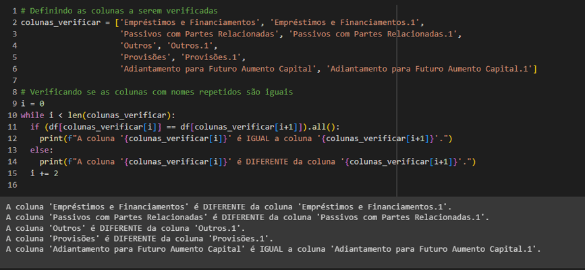 1 # Definindo as colunas a serem verificadas
2 colunas_verificar = ['Empréstimos e Financiamentos', 'Empréstimos e Financiamentos.1',
3 'Passivos com Partes Relacionadas', 'Passivos com Partes Relacionadas.1',
4 'Outros', 'Outros.1',
5 'Provisões', 'Provisões.1',
6 'Adiantamento para Futuro Aumento Capital', 'Adiantamento para Futuro Aumento Capital.1']
7
8 # Verificando se as colunas com nomes repetidos são iguais
9 i = 0
10 while i < len(colunas_verificar):
11 if (df[colunas_verificar[i]] == df[colunas_verificar[i+1]]).all():
12 print(f"A coluna '{colunas_verificar[i]}' é IGUAL a coluna '{colunas_verificar[i+1]}'.")
13 else:
14 print(f"A coluna '{colunas_verificar[i]}' é DIFERENTE da coluna '{colunas_verificar[i+1]}'.")
15 i += 2
16
A coluna 'Empréstimos e Financiamentos' é DIFERENTE da coluna 'Empréstimos e Financiamentos.1'.
A coluna 'Passivos com Partes Relacionadas' é DIFERENTE da coluna 'Passivos com Partes Relacionadas.1'.
A coluna 'Outros' é DIFERENTE da coluna 'Outros.1'.
A coluna 'Provisões' é DIFERENTE da coluna 'Provisões.1'.
A coluna 'Adiantamento para Futuro Aumento Capital' é IGUAL a coluna 'Adiantamento para Futuro Aumento Capital.1'.